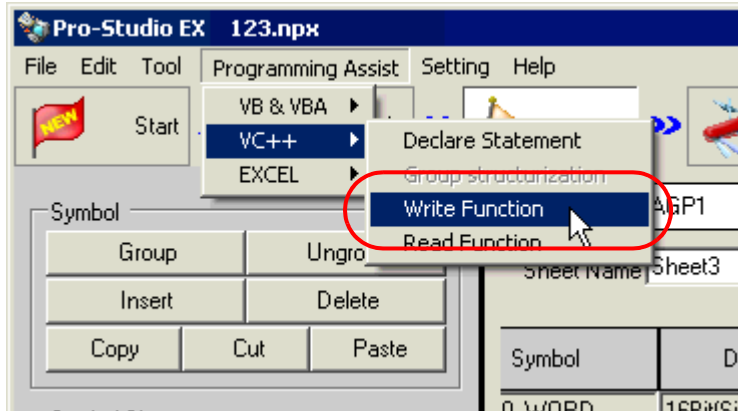 Pro-Studio EX 123.npx
File Edit Tool Programming Assist Setting Help
NEW Start
VB & VBA
VC++
EXCEL
Declare Statement
Group structurization
Write Function
Read Function
AGP1
Sheet Name Sheet3
Symbol
Group
Insert Delete
Copy Cut Paste
Symbol